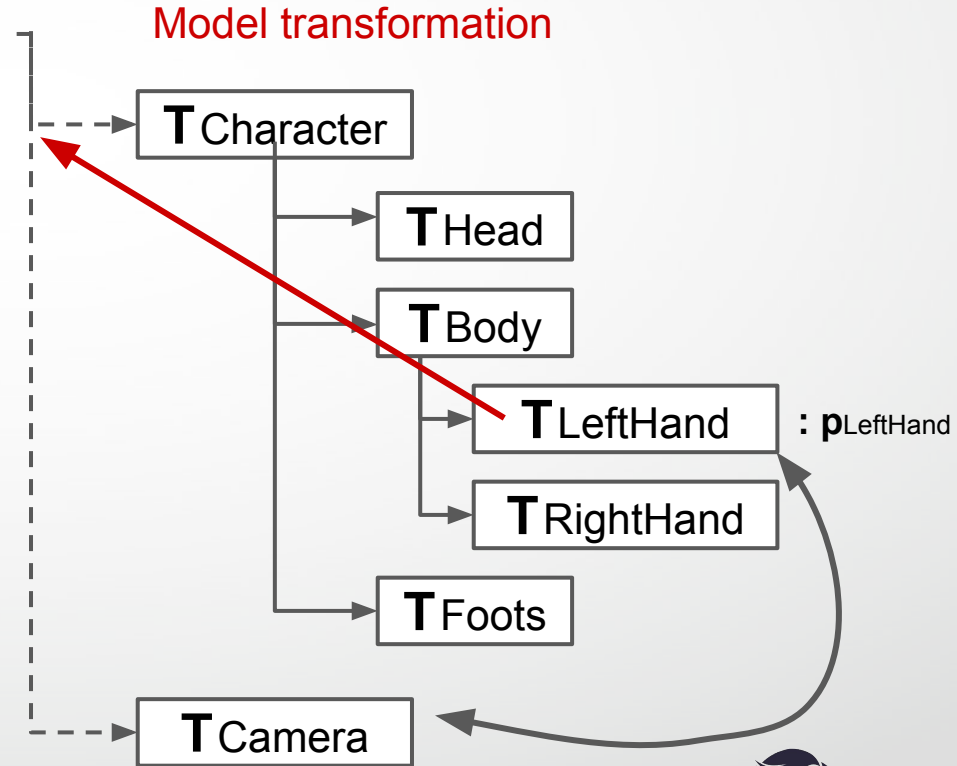 Model transformation
TCharacter
THead
TBody
TLeftHand : pLeftHand
TRightHand
TFoots
TCamera